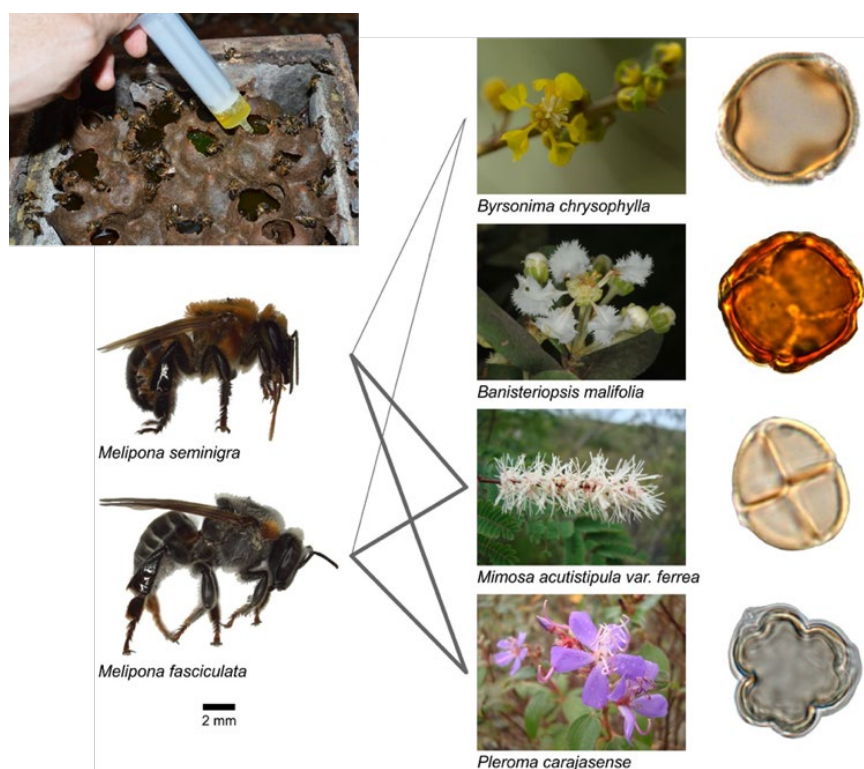 Byrsonima chrysophylla
Banisteriopsis malifolia
Melipona seminigra
Mimosa acutistipula var. ferrea
Melipona fasciculata
2 mm
Pleroma carajasense